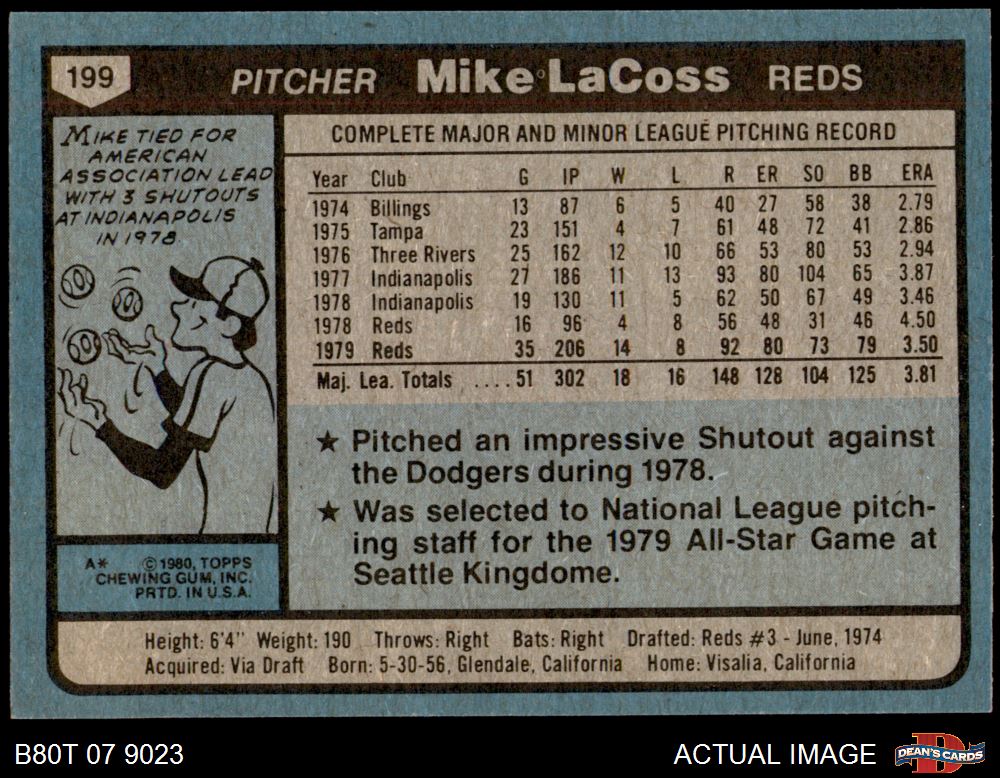 199 PITCHER Mike LaCoss REDS
MIKE TIED FOR
AMERICAN
ASSOCIATION LEAD
WITH 3 SHUTOUTS
AT INDIANAPOLIS
IN 1978
COMPLETE MAJOR AND MINOR LEAGUE PITCHING RECORD
Year Club G IP W L R ER SO BB ERA
1974 Billings 13 87 6 5 40 27 58 38 2.79
1975 Tampa 23 151 4 7 61 48 72 41 2.86
1976 Three Rivers 25 162 12 10 66 53 80 53 2.94
1977 Indianapolis 27 186 11 13 93 80 104 65 3.87
1978 Indianapolis 19 130 11 5 62 50 67 49 3.46
1978 Reds 16 96 4 8 56 48 31 46 4.50
1979 Reds 35 206 14 8 92 80 73 79 3.50
Maj. Lea. Totals ....51 302 18 16 148 128 104 125 3.81
★ Pitched an impressive Shutout against
the Dodgers during 1978.
★ Was selected to National League pitch-
ing staff for the 1979 All-Star Game at
Seattle Kingdome.
A* ©1980, TOPPS
CHEWING GUM, INC.
PRTD. IN U.S.A.
Height: 6'4" Weight: 190 Throws: Right Bats: Right Drafted: Reds #3 - June, 1974
Acquired: Via Draft Born: 5-30-56, Glendale, California Home: Visalia, California
B80T 07 9023 ACTUAL IMAGE DEAN'S CARDS